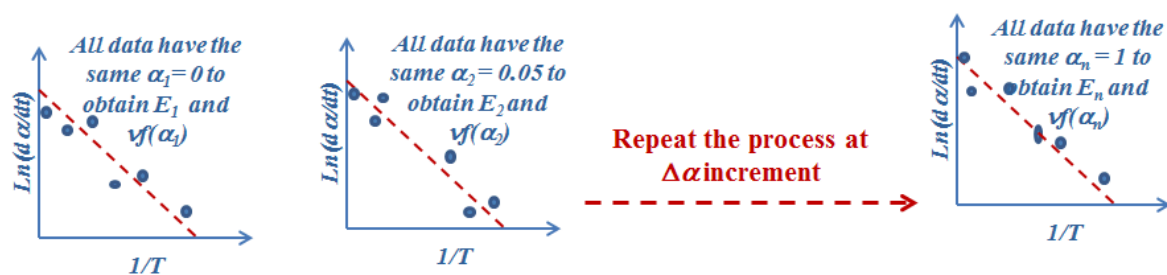 Ln(d α/dt)
All data have the
same α₁= 0 to
obtain E₁ and
νf(α₁)
1/T
Ln(d α/dt)
All data have the
same α₂= 0.05 to
obtain E₂ and
νf(α₂)
1/T
Repeat the process at
Δα increment
Ln(d α/dt)
All data have the
same αₙ= 1 to
obtain Eₙ and
νf(αₙ)
1/T